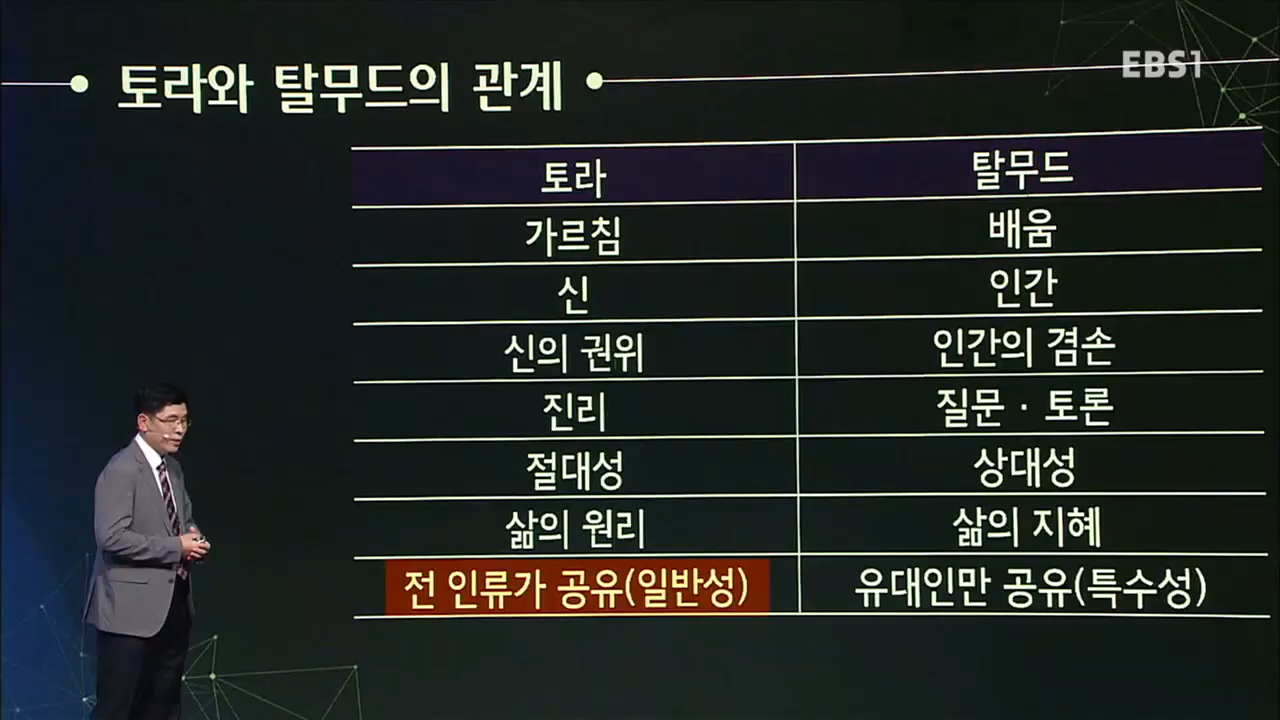 EBS1
토라와 탈무드의 관계
토라 탈무드
가르침 배움
신 인간
신의 권위 인간의 겸손
진리 질문 · 토론
절대성 상대성
삶의 원리 삶의 지혜
전 인류가 공유(일반성) 유대인만 공유(특수성)